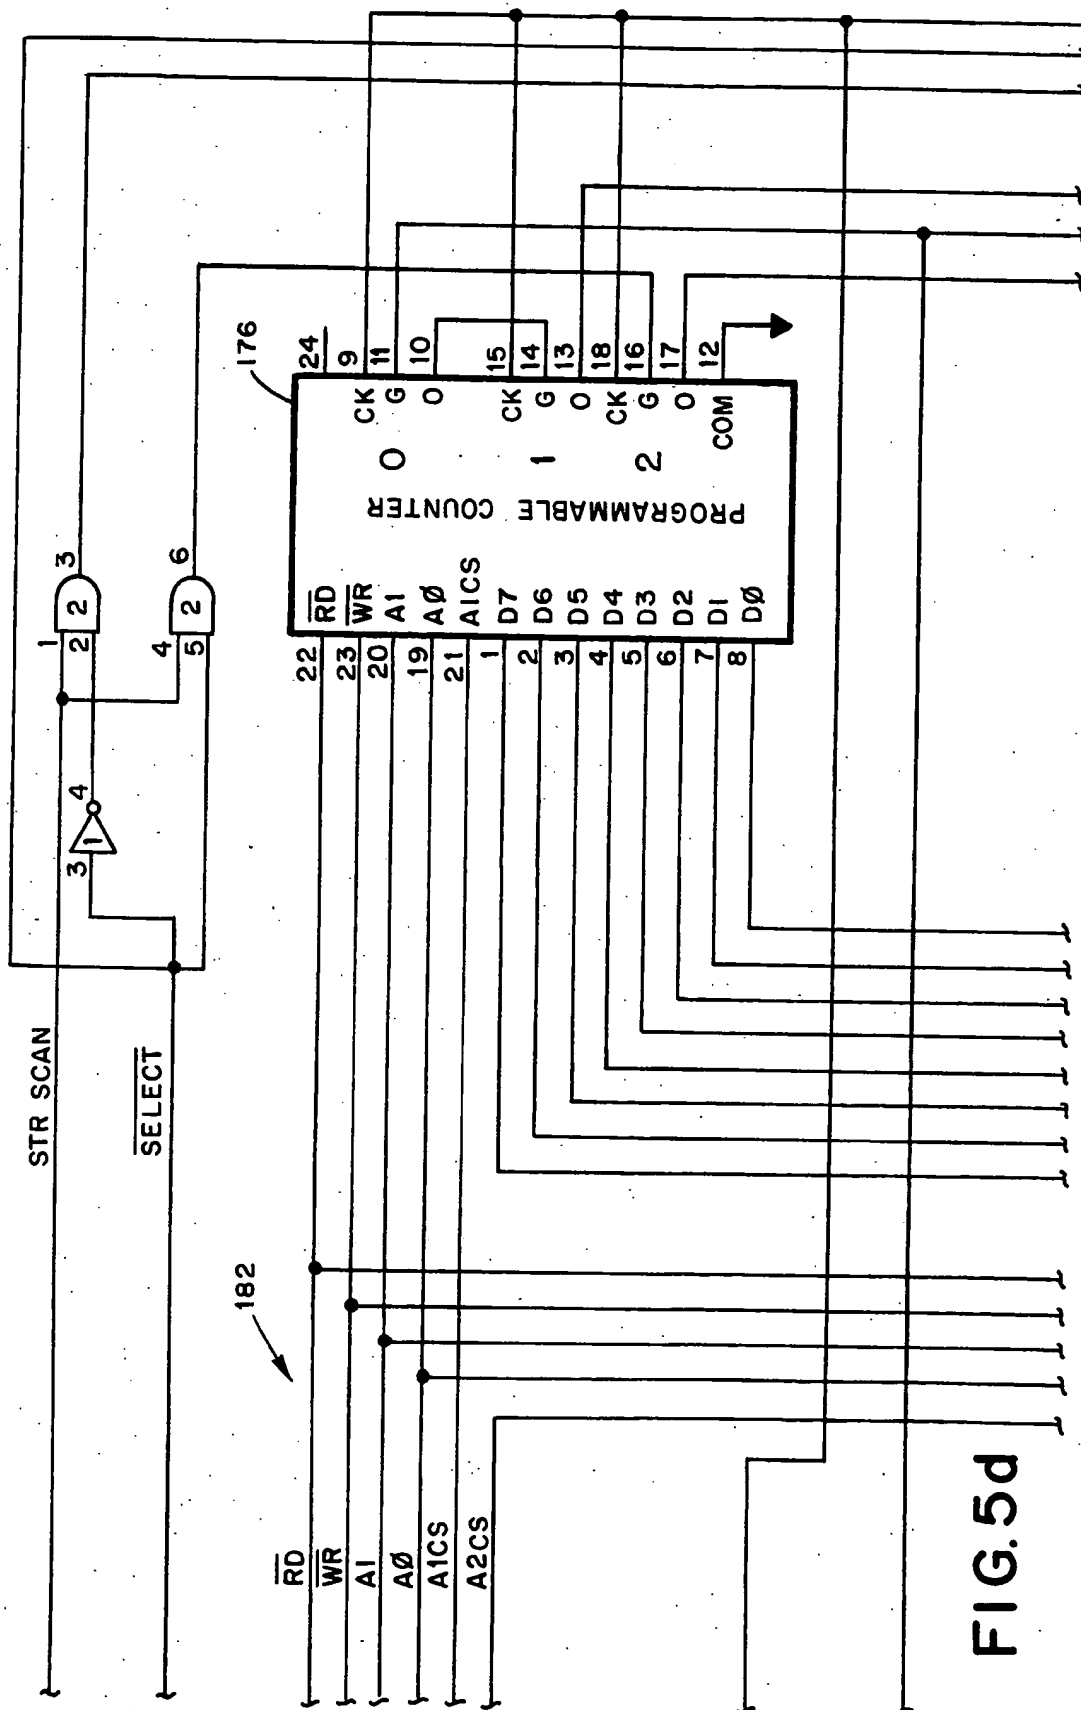 STR SCAN
SELECT
3
1
4
1
2
2
3
4
5
2
6
176
182
RD
WR
A1
AØ
A1CS
A2CS
22
23
20
19
21
1
2
3
4
5
6
7
8
RD
WR
A1
AØ
A1CS
D7
D6
D5
D4
D3
D2
D1
DØ
PROGRAMMABLE COUNTER
0
1
2
CK
G
O
CK
G
O
CK
G
O
COM
24
9
11
10
15
14
13
18
16
17
12
FIG.5d